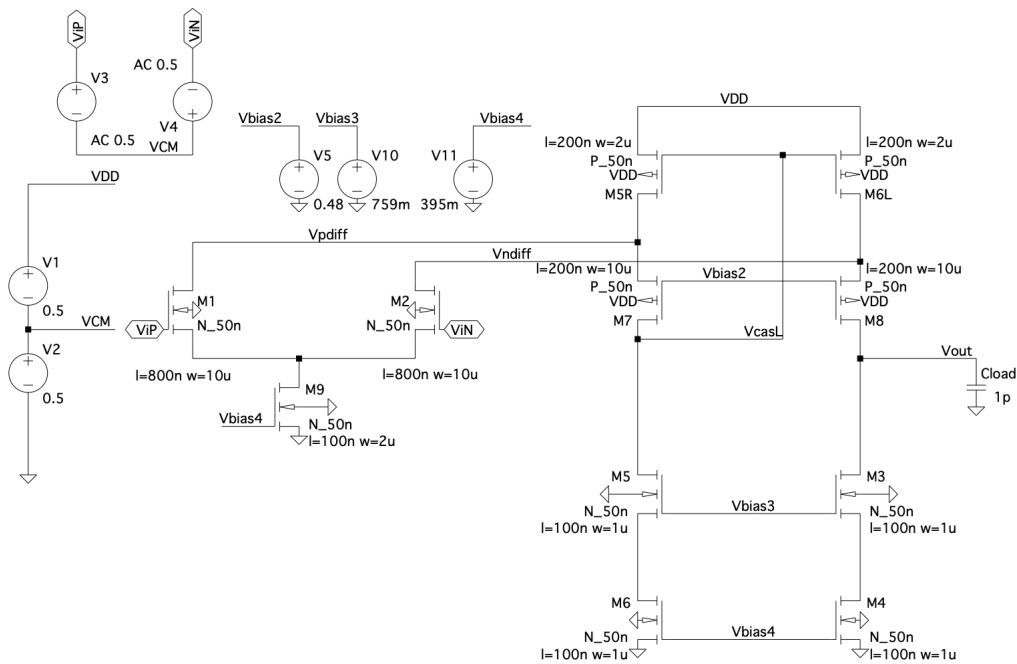 ViP
ViN
V3
AC 0.5
V4
AC 0.5
VCM
VDD
V1
0.5
VCM
V2
0.5
Vbias2
Vbias3
Vbias4
V5
V10
V11
0.48
759m
395m
VDD
l=200n w=2u
l=200n w=2u
P_50n
P_50n
VDD
VDD
M5R
M6L
Vpdiff
Vndiff
l=200n w=10u
Vbias2
l=200n w=10u
P_50n
P_50n
VDD
VDD
M7
M8
M1
M2
ViP
N_50n
N_50n
ViN
l=800n w=10u
l=800n w=10u
M9
Vbias4
N_50n
l=100n w=2u
VcasL
Vout
Cload
1p
M5
M3
N_50n
Vbias3
N_50n
l=100n w=1u
l=100n w=1u
M6
M4
N_50n
Vbias4
N_50n
l=100n w=1u
l=100n w=1u